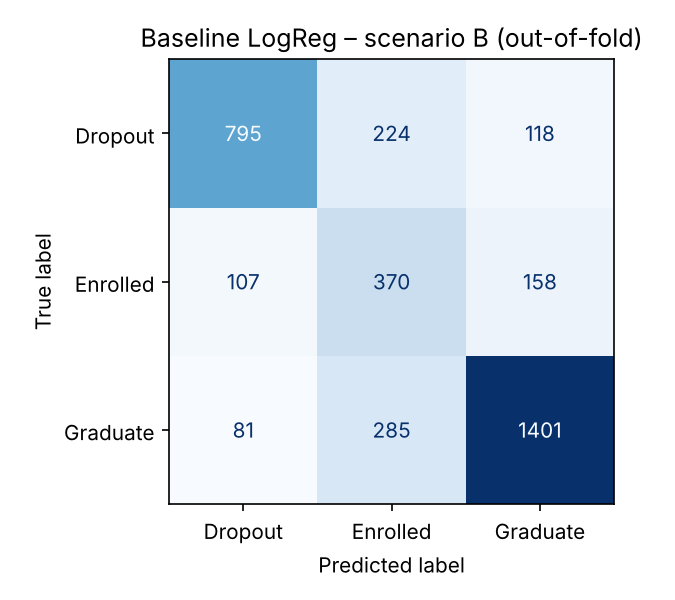 Baseline LogReg – scenario B (out-of-fold)
Dropout 795 224 118
Enrolled 107 370 158
Graduate 81 285 1401
True label
Dropout Enrolled Graduate
Predicted label